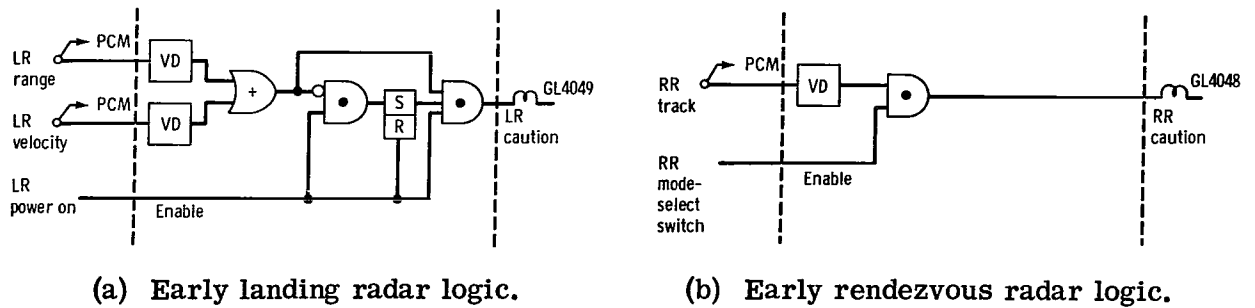 LR
range
PCM
VD
LR
velocity
PCM
VD
+
•
S
R
•
GL4049
LR
caution
LR
power on
Enable
(a) Early landing radar logic.
RR
track
PCM
VD
•
GL4048
RR
caution
RR
mode-
select
switch
Enable
(b) Early rendezvous radar logic.